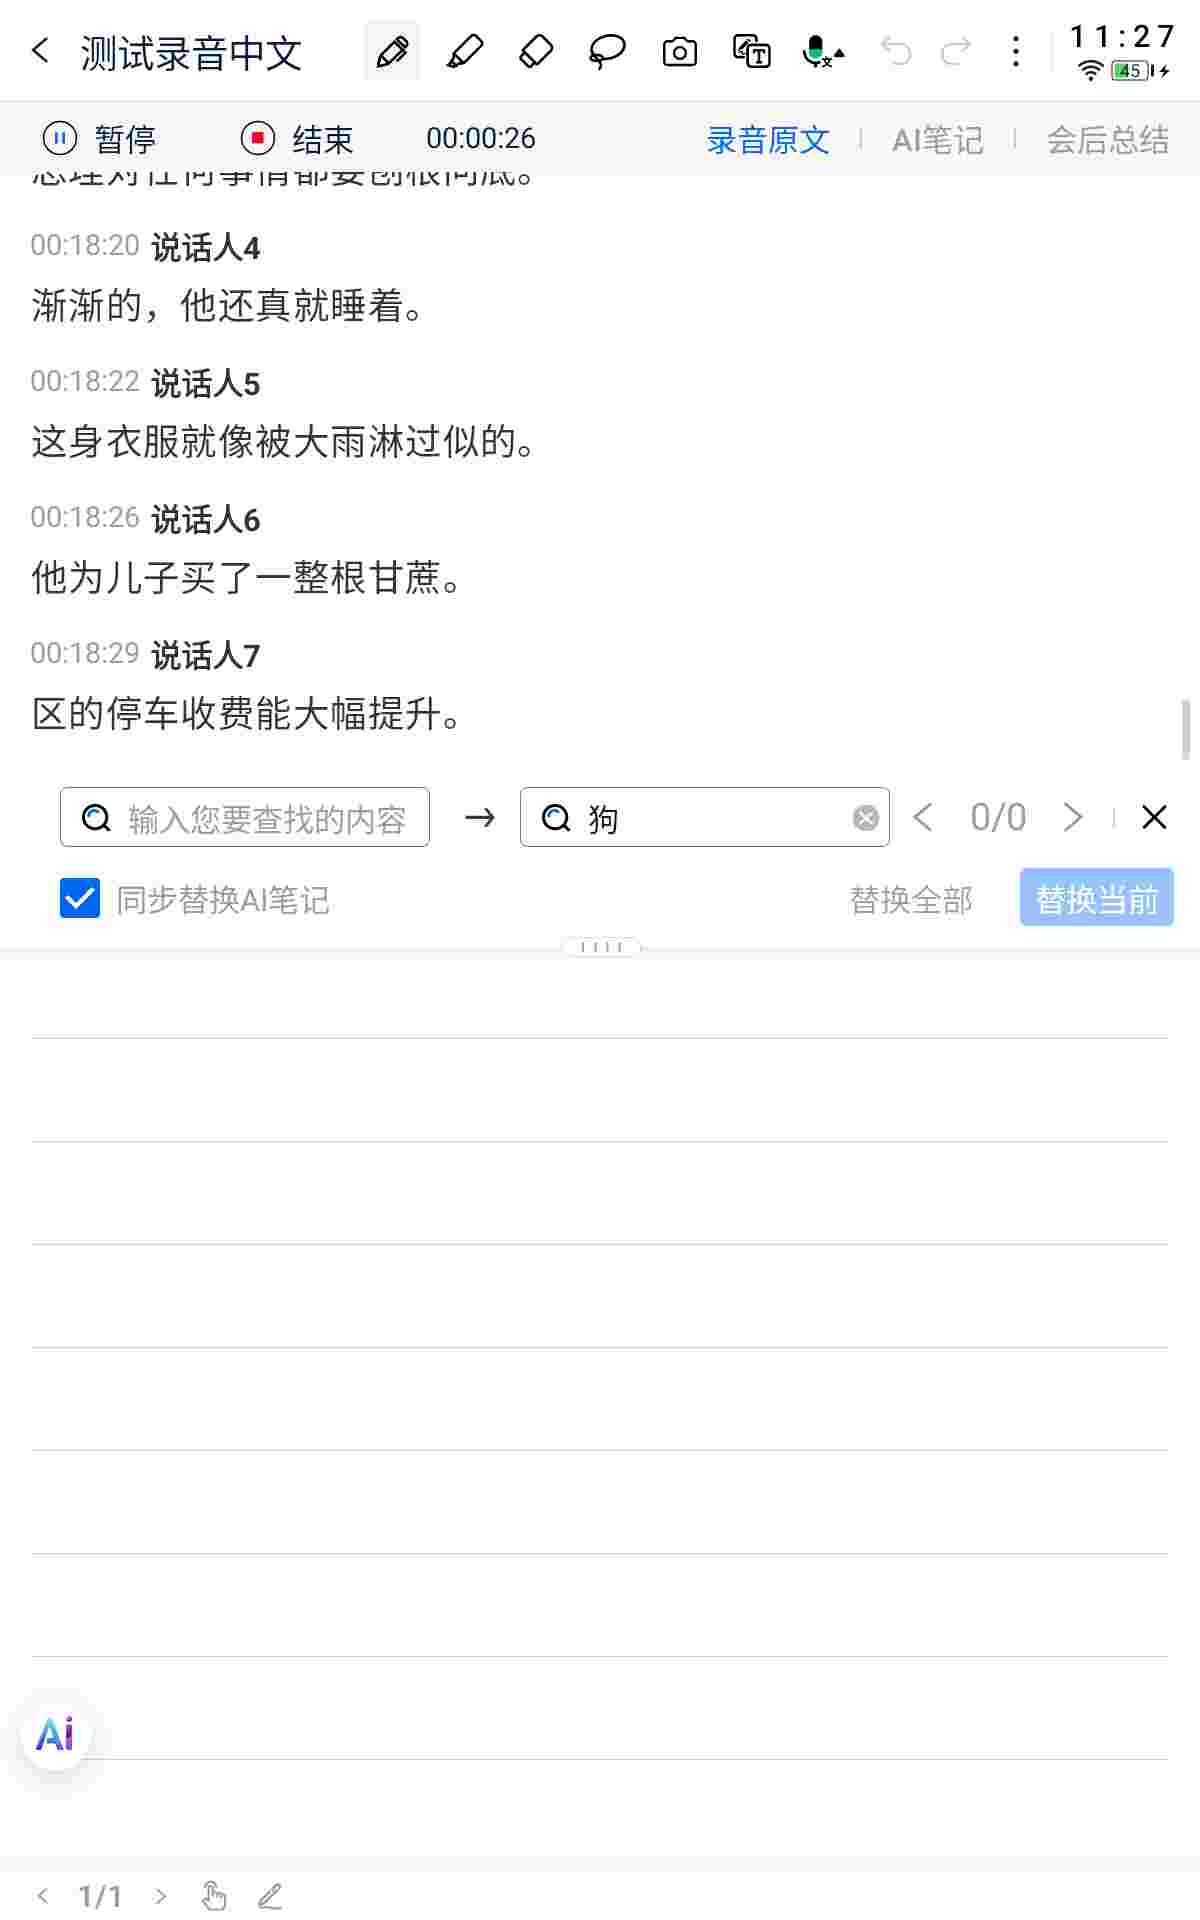 测试录音中文
11:27
45
暂停 结束 00:00:26 录音原文 AI笔记 会后总结
00:18:20 说话人4
渐渐的，他还真就睡着。
00:18:22 说话人5
这身衣服就像被大雨淋过似的。
00:18:26 说话人6
他为儿子买了一整根甘蔗。
00:18:29 说话人7
区的停车收费能大幅提升。
输入您要查找的内容 → 狗 0/0
同步替换AI笔记 替换全部 替换当前
Ai
1/1